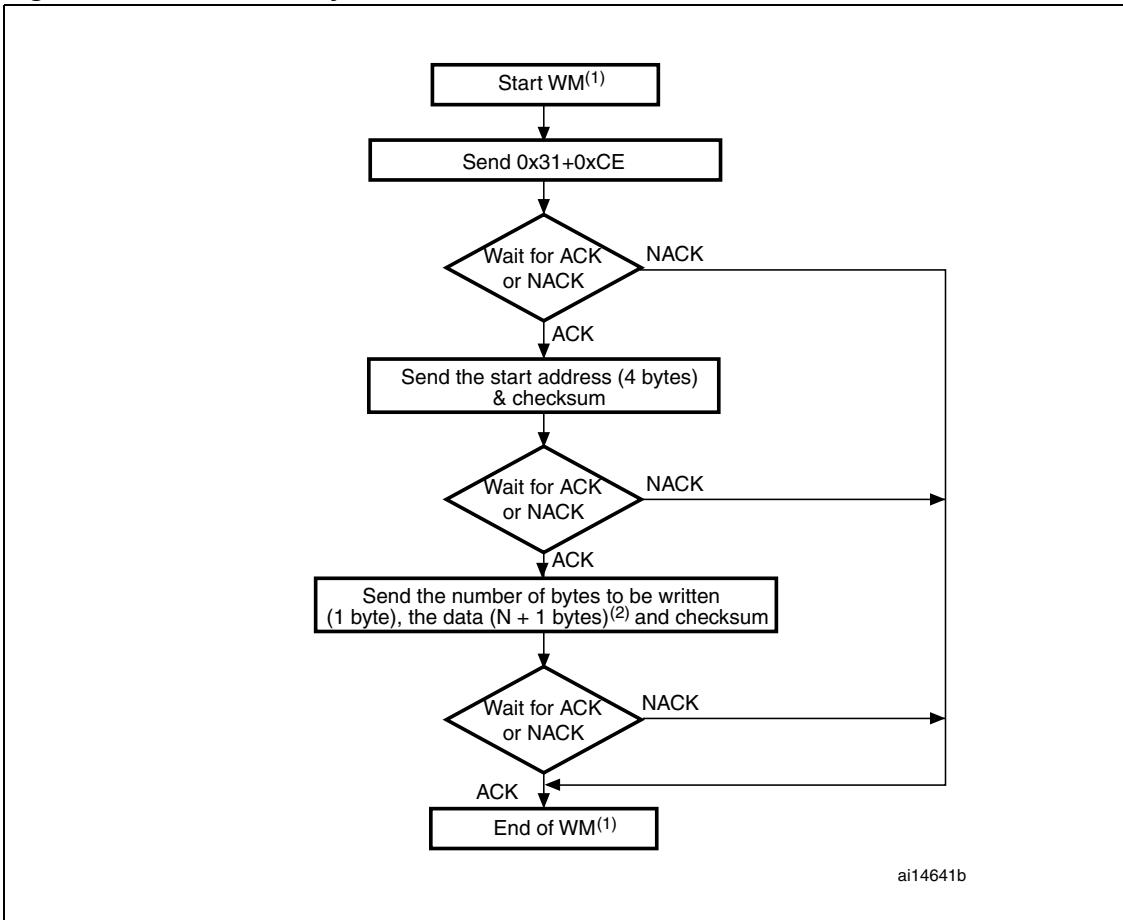 Start WM(1)
Send 0x31+0xCE
Wait for ACK
or NACK
NACK
ACK
Send the start address (4 bytes)
& checksum
Wait for ACK
or NACK
NACK
ACK
Send the number of bytes to be written
(1 byte), the data (N + 1 bytes)(2) and checksum
Wait for ACK
or NACK
NACK
ACK
End of WM(1)
ai14641b